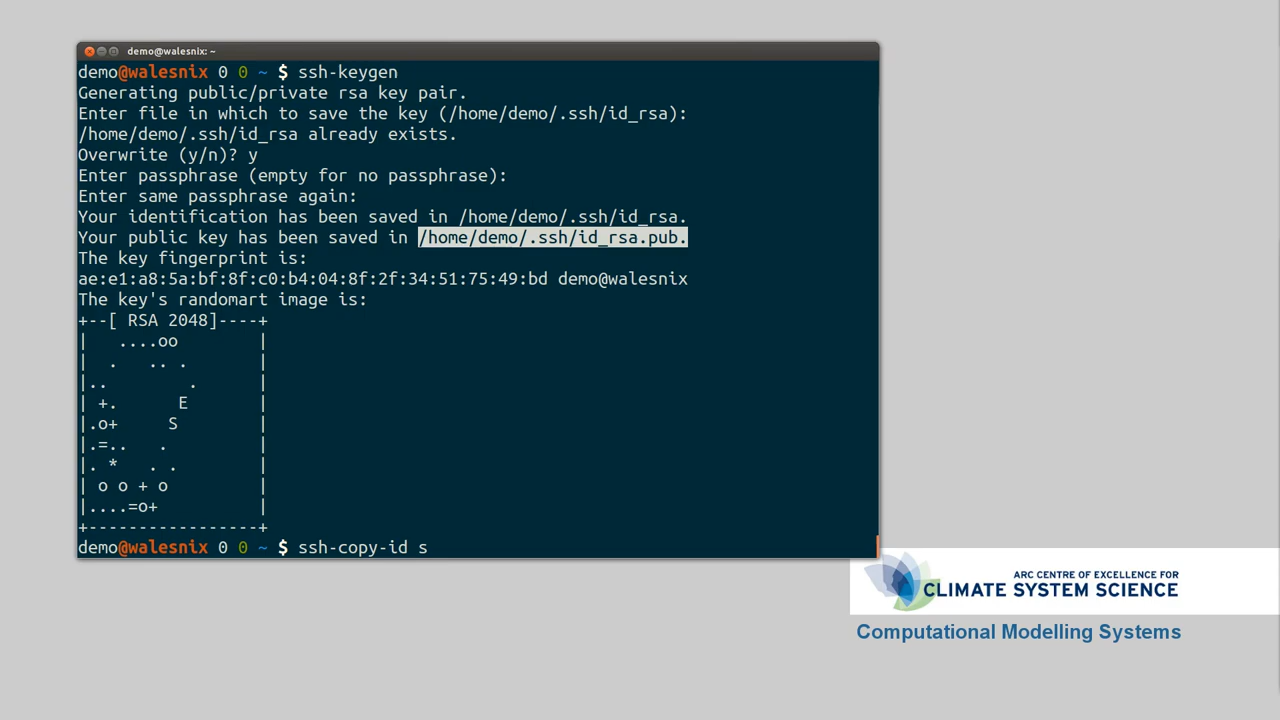 demo@walesnix: ~
demo@walesnix 0 0 ~ $ ssh-keygen
Generating public/private rsa key pair.
Enter file in which to save the key (/home/demo/.ssh/id_rsa):
/home/demo/.ssh/id_rsa already exists.
Overwrite (y/n)? y
Enter passphrase (empty for no passphrase):
Enter same passphrase again:
Your identification has been saved in /home/demo/.ssh/id_rsa.
Your public key has been saved in /home/demo/.ssh/id_rsa.pub.
The key fingerprint is:
ae:e1:a8:5a:bf:8f:c0:b4:04:8f:2f:34:51:75:49:bd demo@walesnix
The key's randomart image is:
+--[ RSA 2048]----+
|   ....oo        |
|  .   .. .       |
|..        .      |
| +.      E       |
|.o+     S        |
|.=..   .         |
|. *   . .        |
| o o + o         |
|....=o+          |
+-----------------+
demo@walesnix 0 0 ~ $ ssh-copy-id s
ARC CENTRE OF EXCELLENCE FOR
CLIMATE SYSTEM SCIENCE
Computational Modelling Systems